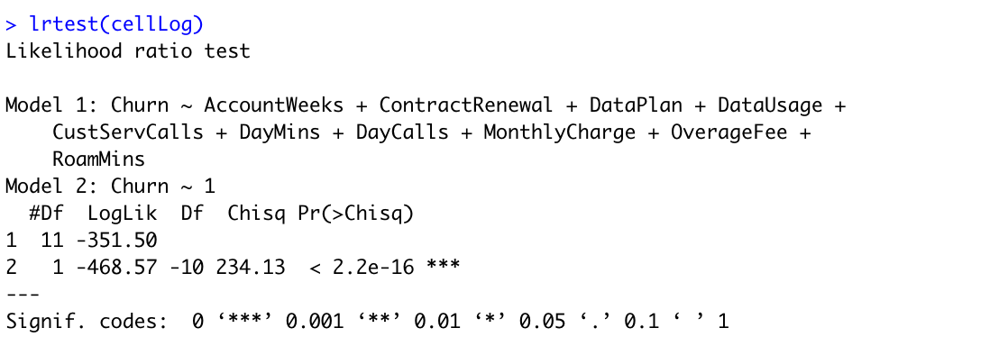 > lrtest(cellLog)
Likelihood ratio test
Model 1: Churn ~ AccountWeeks + ContractRenewal + DataPlan + DataUsage +
    CustServCalls + DayMins + DayCalls + MonthlyCharge + OverageFee +
    RoamMins
Model 2: Churn ~ 1
  #Df  LogLik  Df  Chisq Pr(>Chisq)
1  11 -351.50
2   1 -468.57 -10 234.13  < 2.2e-16 ***
---
Signif. codes:  0 ‘***’ 0.001 ‘**’ 0.01 ‘*’ 0.05 ‘.’ 0.1 ‘ ’ 1